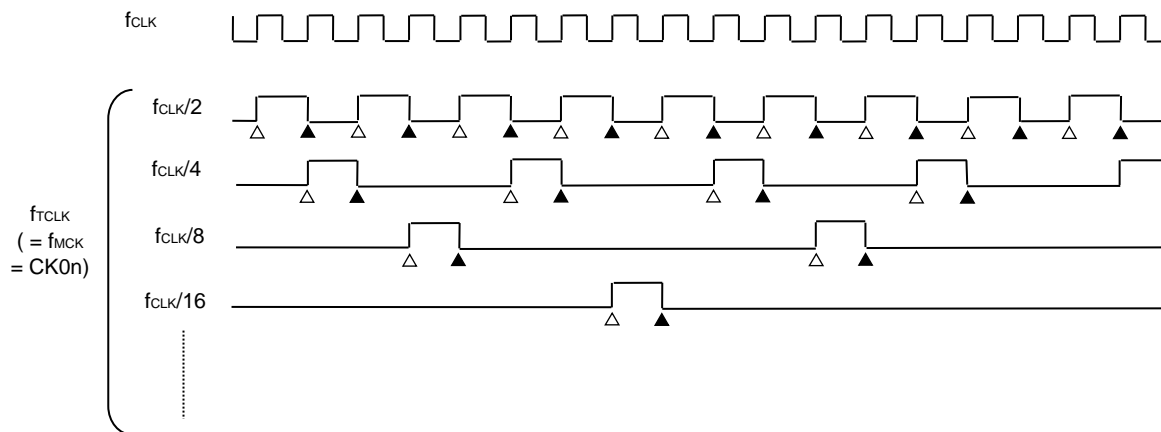 fCLK
fCLK/2
fCLK/4
fTCLK
( = fMCK
= CK0n)
fCLK/8
fCLK/16